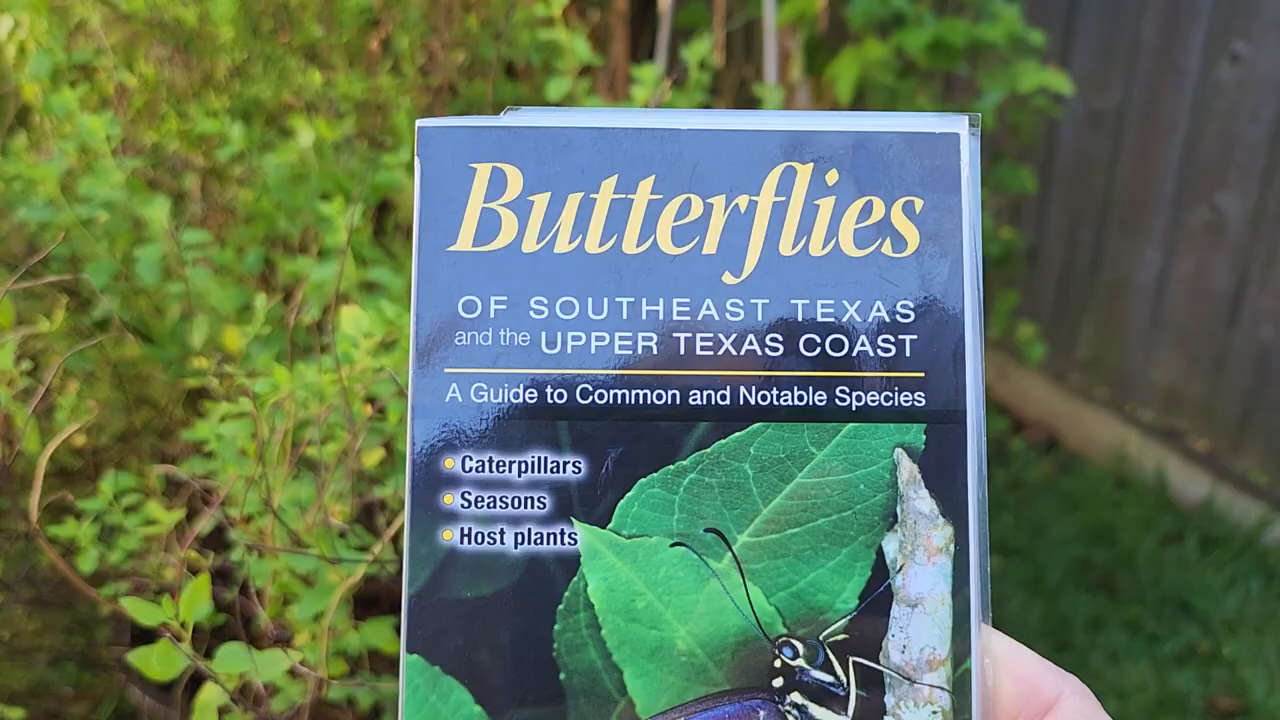 Butterflies
OF SOUTHEAST TEXAS
and the UPPER TEXAS COAST
A Guide to Common and Notable Species
• Caterpillars
• Seasons
• Host plants